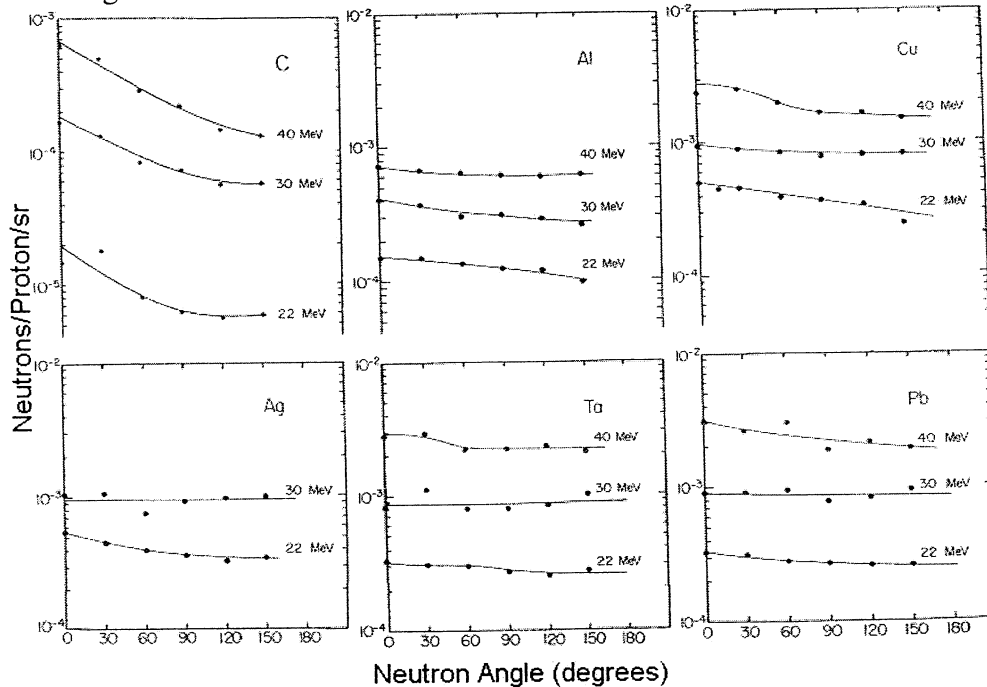 10⁻³
C
40 MeV
10⁻⁴
30 MeV
10⁻⁵
22 MeV
10⁻²
Al
10⁻³
40 MeV
30 MeV
22 MeV
10⁻⁴
10⁻²
Cu
40 MeV
10⁻³
30 MeV
22 MeV
10⁻⁴
Neutrons/Proton/sr
10⁻²
Ag
10⁻³
30 MeV
22 MeV
10⁻⁴
0 30 60 90 120 150 180
10⁻²
Ta
40 MeV
10⁻³
30 MeV
22 MeV
10⁻⁴
0 30 60 90 120 150 180
10⁻²
Pb
40 MeV
10⁻³
30 MeV
22 MeV
10⁻⁴
0 30 60 90 120 150 180
Neutron Angle (degrees)